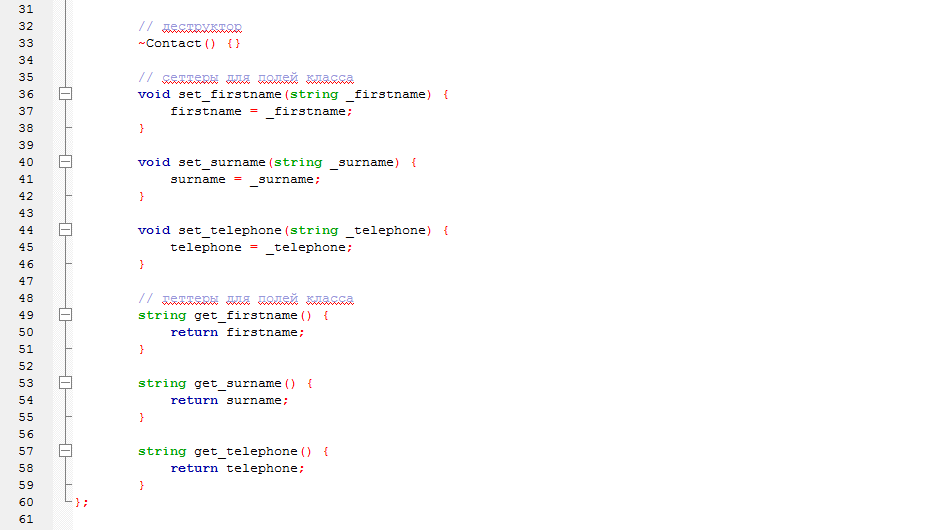 31
32 // деструктор
33 ~Contact() {}
34
35 // сеттеры для полей класса
36 void set_firstname(string _firstname) {
37 firstname = _firstname;
38 }
39
40 void set_surname(string _surname) {
41 surname = _surname;
42 }
43
44 void set_telephone(string _telephone) {
45 telephone = _telephone;
46 }
47
48 // геттеры для полей класса
49 string get_firstname() {
50 return firstname;
51 }
52
53 string get_surname() {
54 return surname;
55 }
56
57 string get_telephone() {
58 return telephone;
59 }
60 };
61